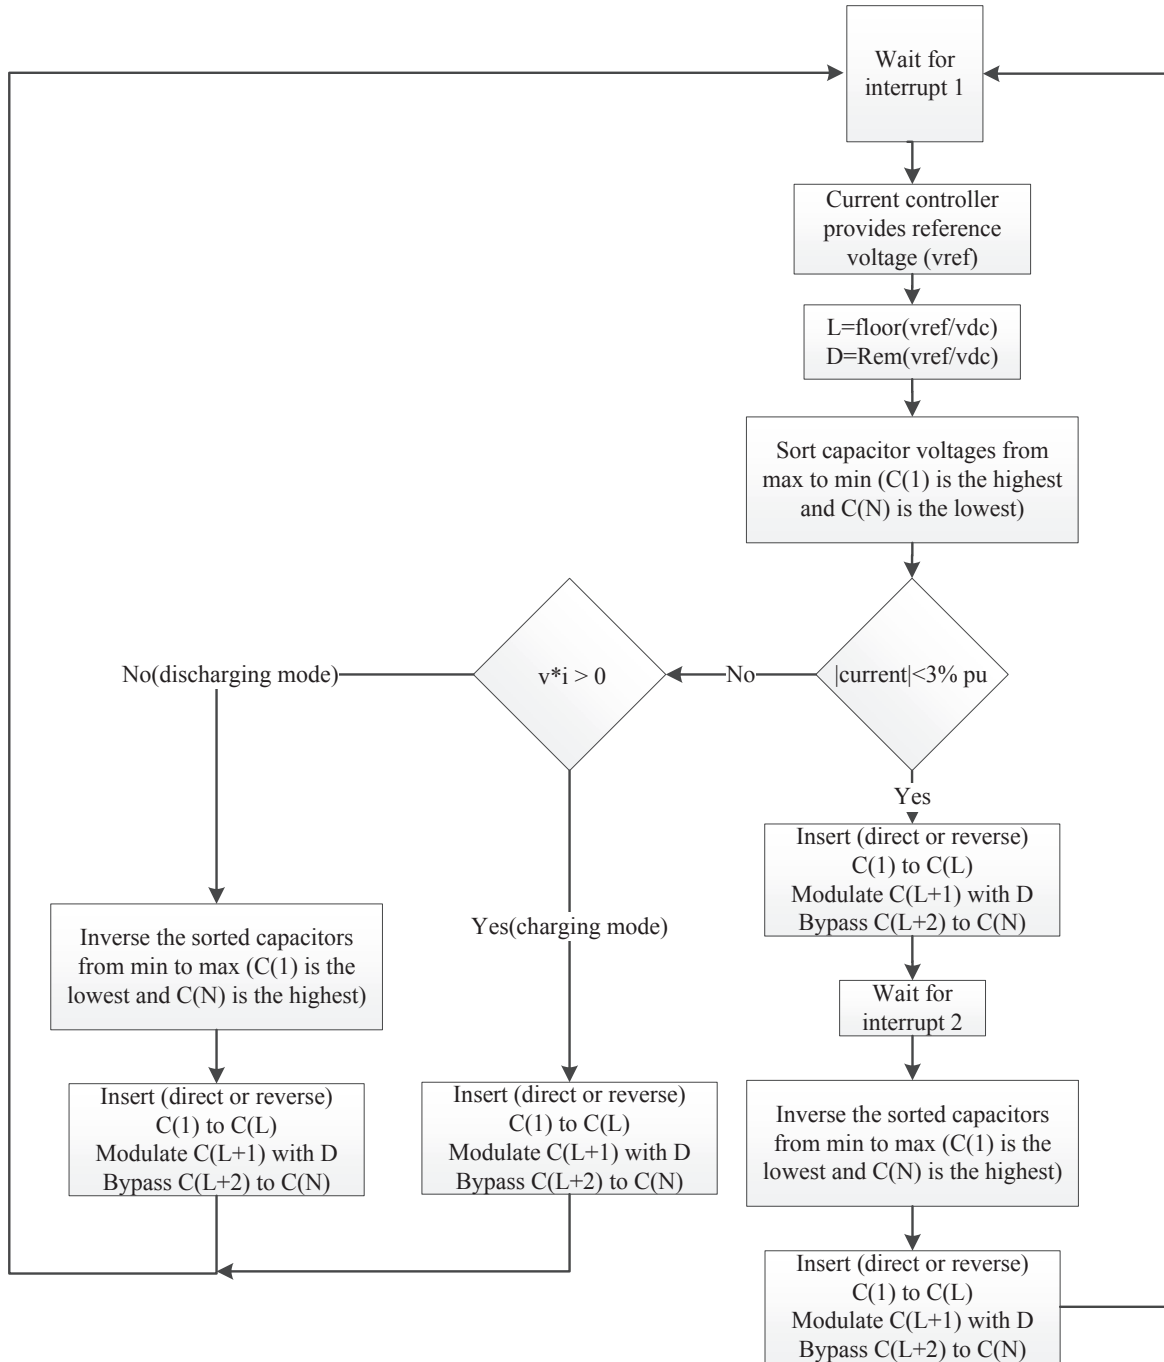 Wait for
interrupt 1
Current controller
provides reference
voltage (vref)
L=floor(vref/vdc)
D=Rem(vref/vdc)
Sort capacitor voltages from
max to min (C(1) is the highest
and C(N) is the lowest)
|current|<3% pu
No
v*i > 0
No(discharging mode)
Yes
Insert (direct or reverse)
C(1) to C(L)
Modulate C(L+1) with D
Bypass C(L+2) to C(N)
Yes(charging mode)
Inverse the sorted capacitors
from min to max (C(1) is the
lowest and C(N) is the highest)
Wait for
interrupt 2
Insert (direct or reverse)
C(1) to C(L)
Modulate C(L+1) with D
Bypass C(L+2) to C(N)
Insert (direct or reverse)
C(1) to C(L)
Modulate C(L+1) with D
Bypass C(L+2) to C(N)
Inverse the sorted capacitors
from min to max (C(1) is the
lowest and C(N) is the highest)
Insert (direct or reverse)
C(1) to C(L)
Modulate C(L+1) with D
Bypass C(L+2) to C(N)